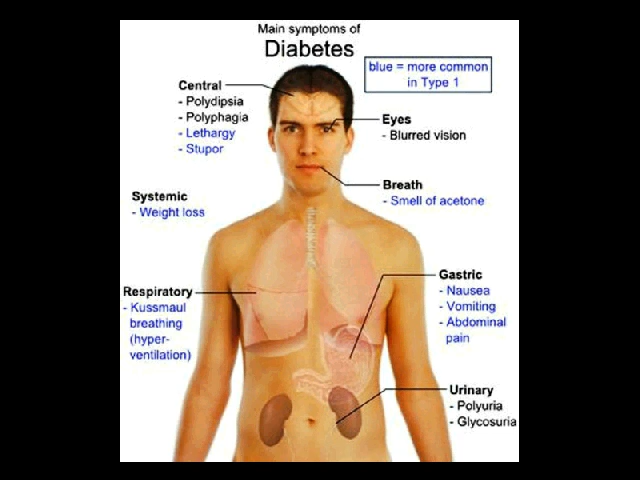 Main symptoms of
Diabetes
blue = more common
in Type 1
Central
- Polydipsia
- Polyphagia
- Lethargy
- Stupor
Eyes
- Blurred vision
Breath
- Smell of acetone
Systemic
- Weight loss
Respiratory
- Kussmaul
breathing
(hyper-
ventilation)
Gastric
- Nausea
- Vomiting
- Abdominal
pain
Urinary
- Polyuria
- Glycosuria